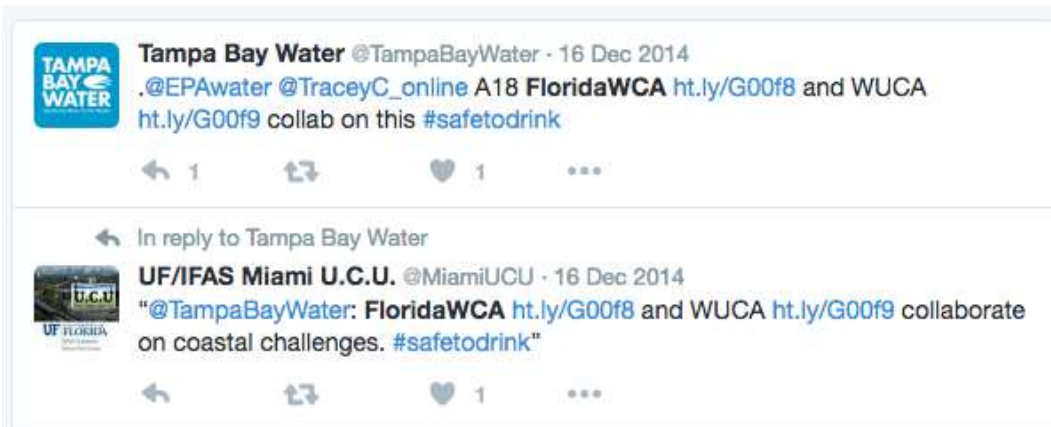 TAMPA
BAY
WATER
Tampa Bay Water @TampaBayWater · 16 Dec 2014
.@EPAwater @TraceyC_online A18 FloridaWCA ht.ly/G00f8 and WUCA
ht.ly/G00f9 collab on this #safetodrink
1 1
In reply to Tampa Bay Water
U.C.U
UF FLORIDA
UF/IFAS Miami U.C.U. @MiamiUCU · 16 Dec 2014
"@TampaBayWater: FloridaWCA ht.ly/G00f8 and WUCA ht.ly/G00f9 collaborate
on coastal challenges. #safetodrink"
1